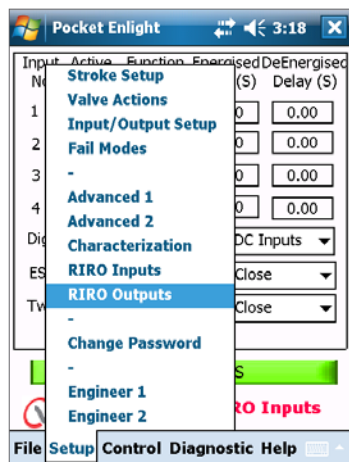 Pocket Enlight 3:18
Input Active Function Energised DeEnergised
(S) Delay (S)
Stroke Setup
Valve Actions
Input/Output Setup
Fail Modes
-
Advanced 1
Advanced 2
Characterization
RIRO Inputs
RIRO Outputs
-
Change Password
-
Engineer 1
Engineer 2
1 0.00
2 0.00
3 0.00
4 0.00
DC Inputs
ES Close
Tw Close
S
RO Inputs
File Setup Control Diagnostic Help